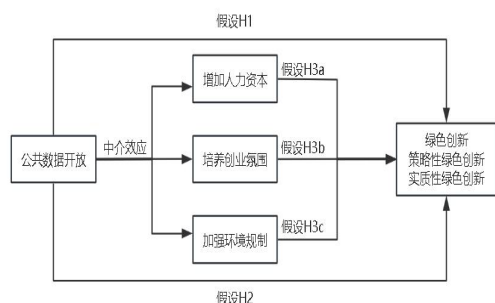 假设H1
增加人力资本
假设H3a
公共数据开放
中介效应
培养创业氛围
假设H3b
绿色创新
策略性绿色创新
实质性绿色创新
加强环境规制
假设H3c
假设H2